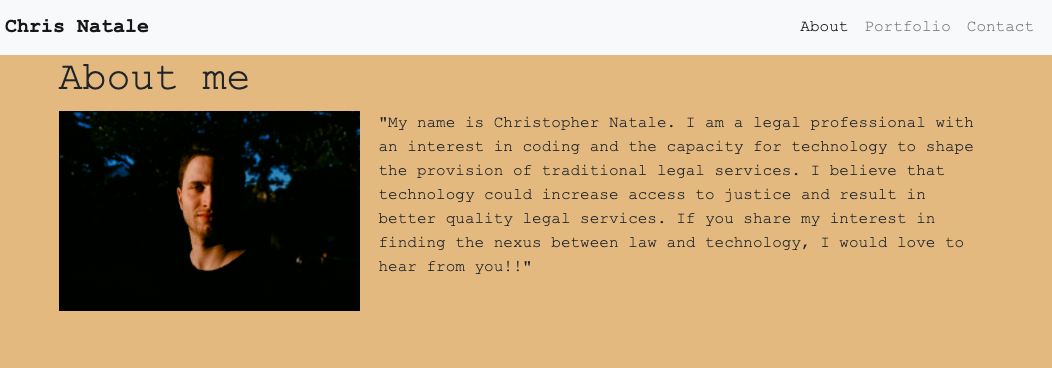 Chris Natale
About Portfolio Contact
About me
"My name is Christopher Natale. I am a legal professional with
an interest in coding and the capacity for technology to shape
the provision of traditional legal services. I believe that
technology could increase access to justice and result in
better quality legal services. If you share my interest in
finding the nexus between law and technology, I would love to
hear from you!!"